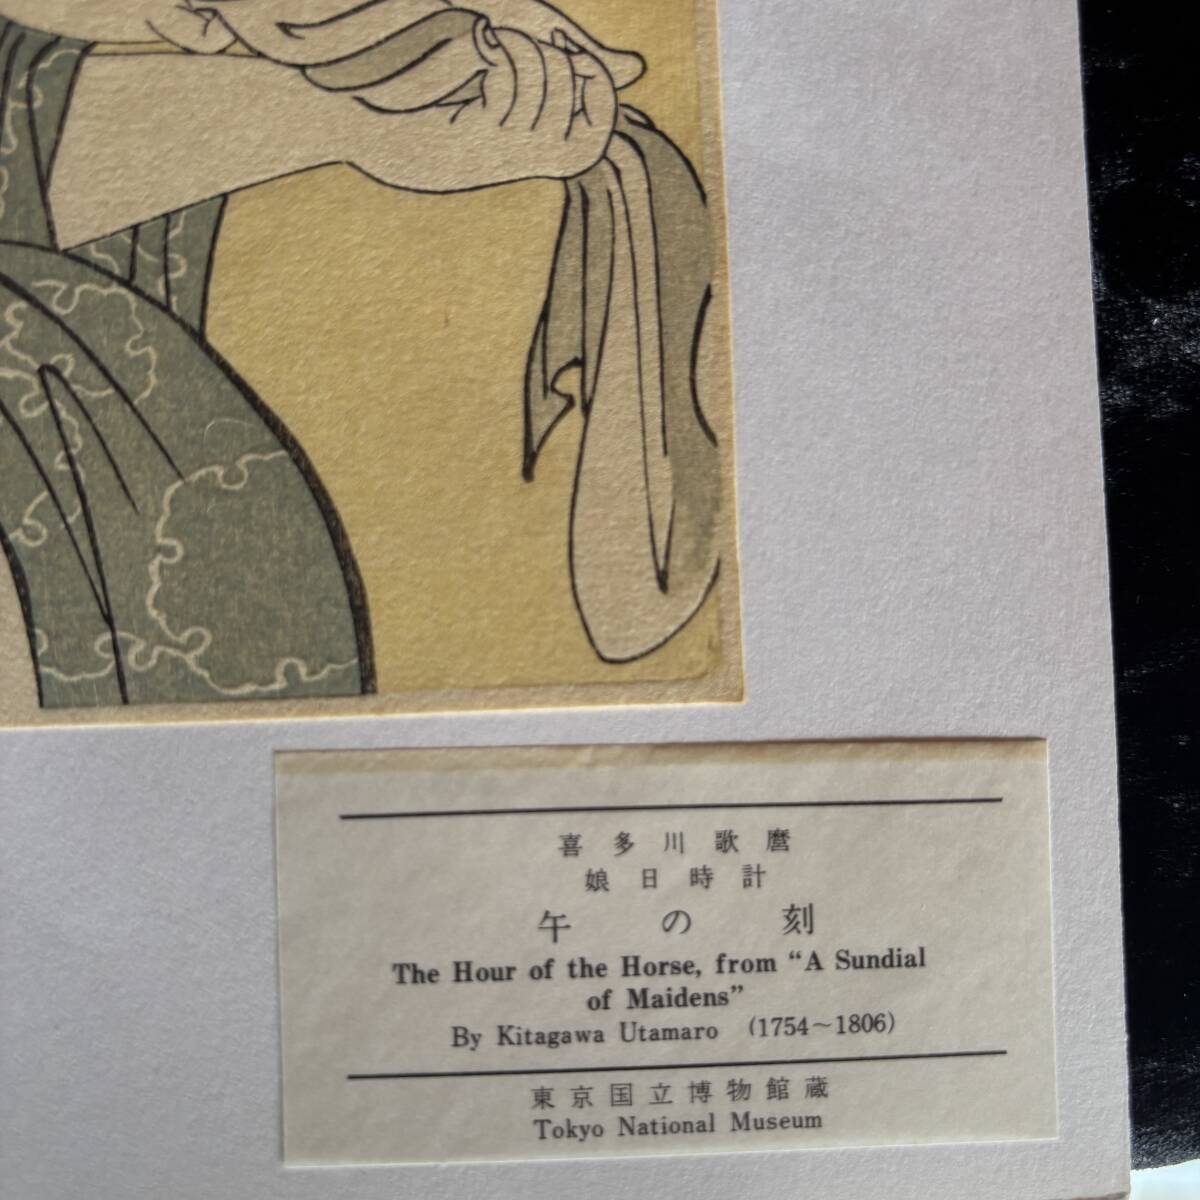 喜多川歌麿
娘日時計
午の刻
The Hour of the Horse, from “A Sundial
of Maidens”
By Kitagawa Utamaro (1754～1806)
東京国立博物館蔵
Tokyo National Museum